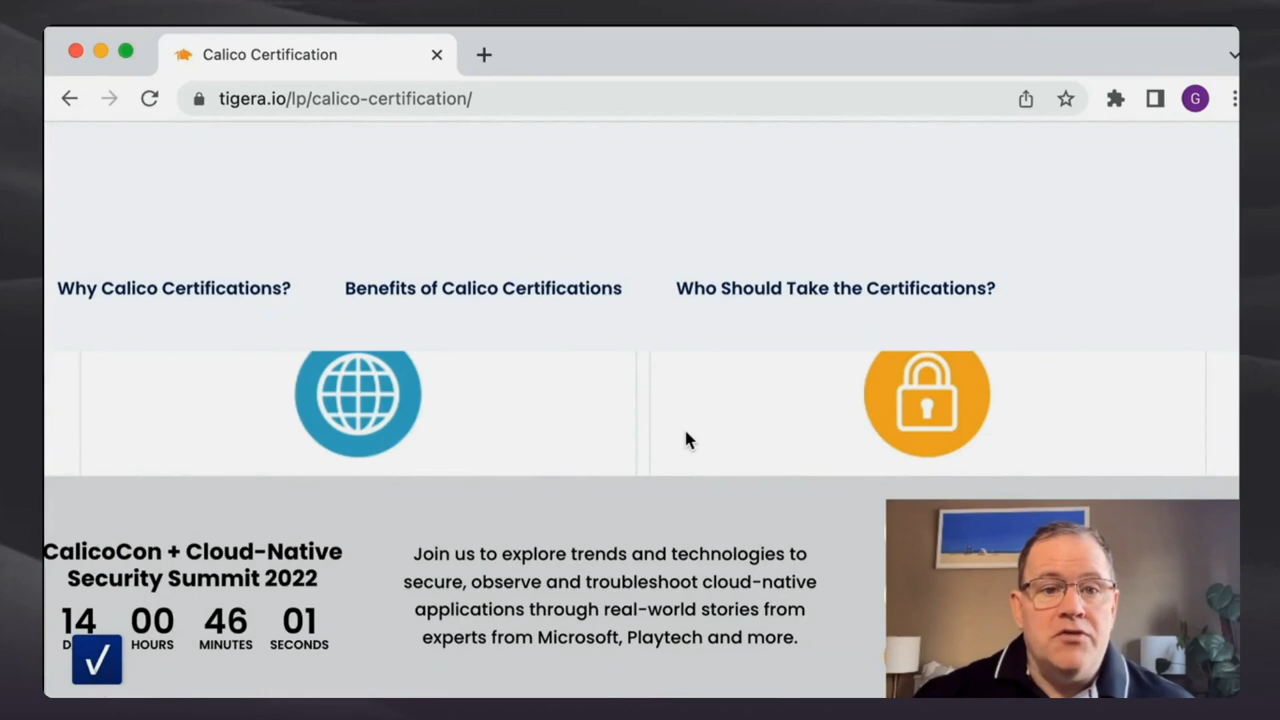 Calico Certification
tigera.io/lp/calico-certification/
G
Why Calico Certifications?
Benefits of Calico Certifications
Who Should Take the Certifications?
CalicoCon + Cloud-Native
Security Summit 2022
14 00 46 01
HOURS MINUTES SECONDS
Join us to explore trends and technologies to
secure, observe and troubleshoot cloud-native
applications through real-world stories from
experts from Microsoft, Playtech and more.